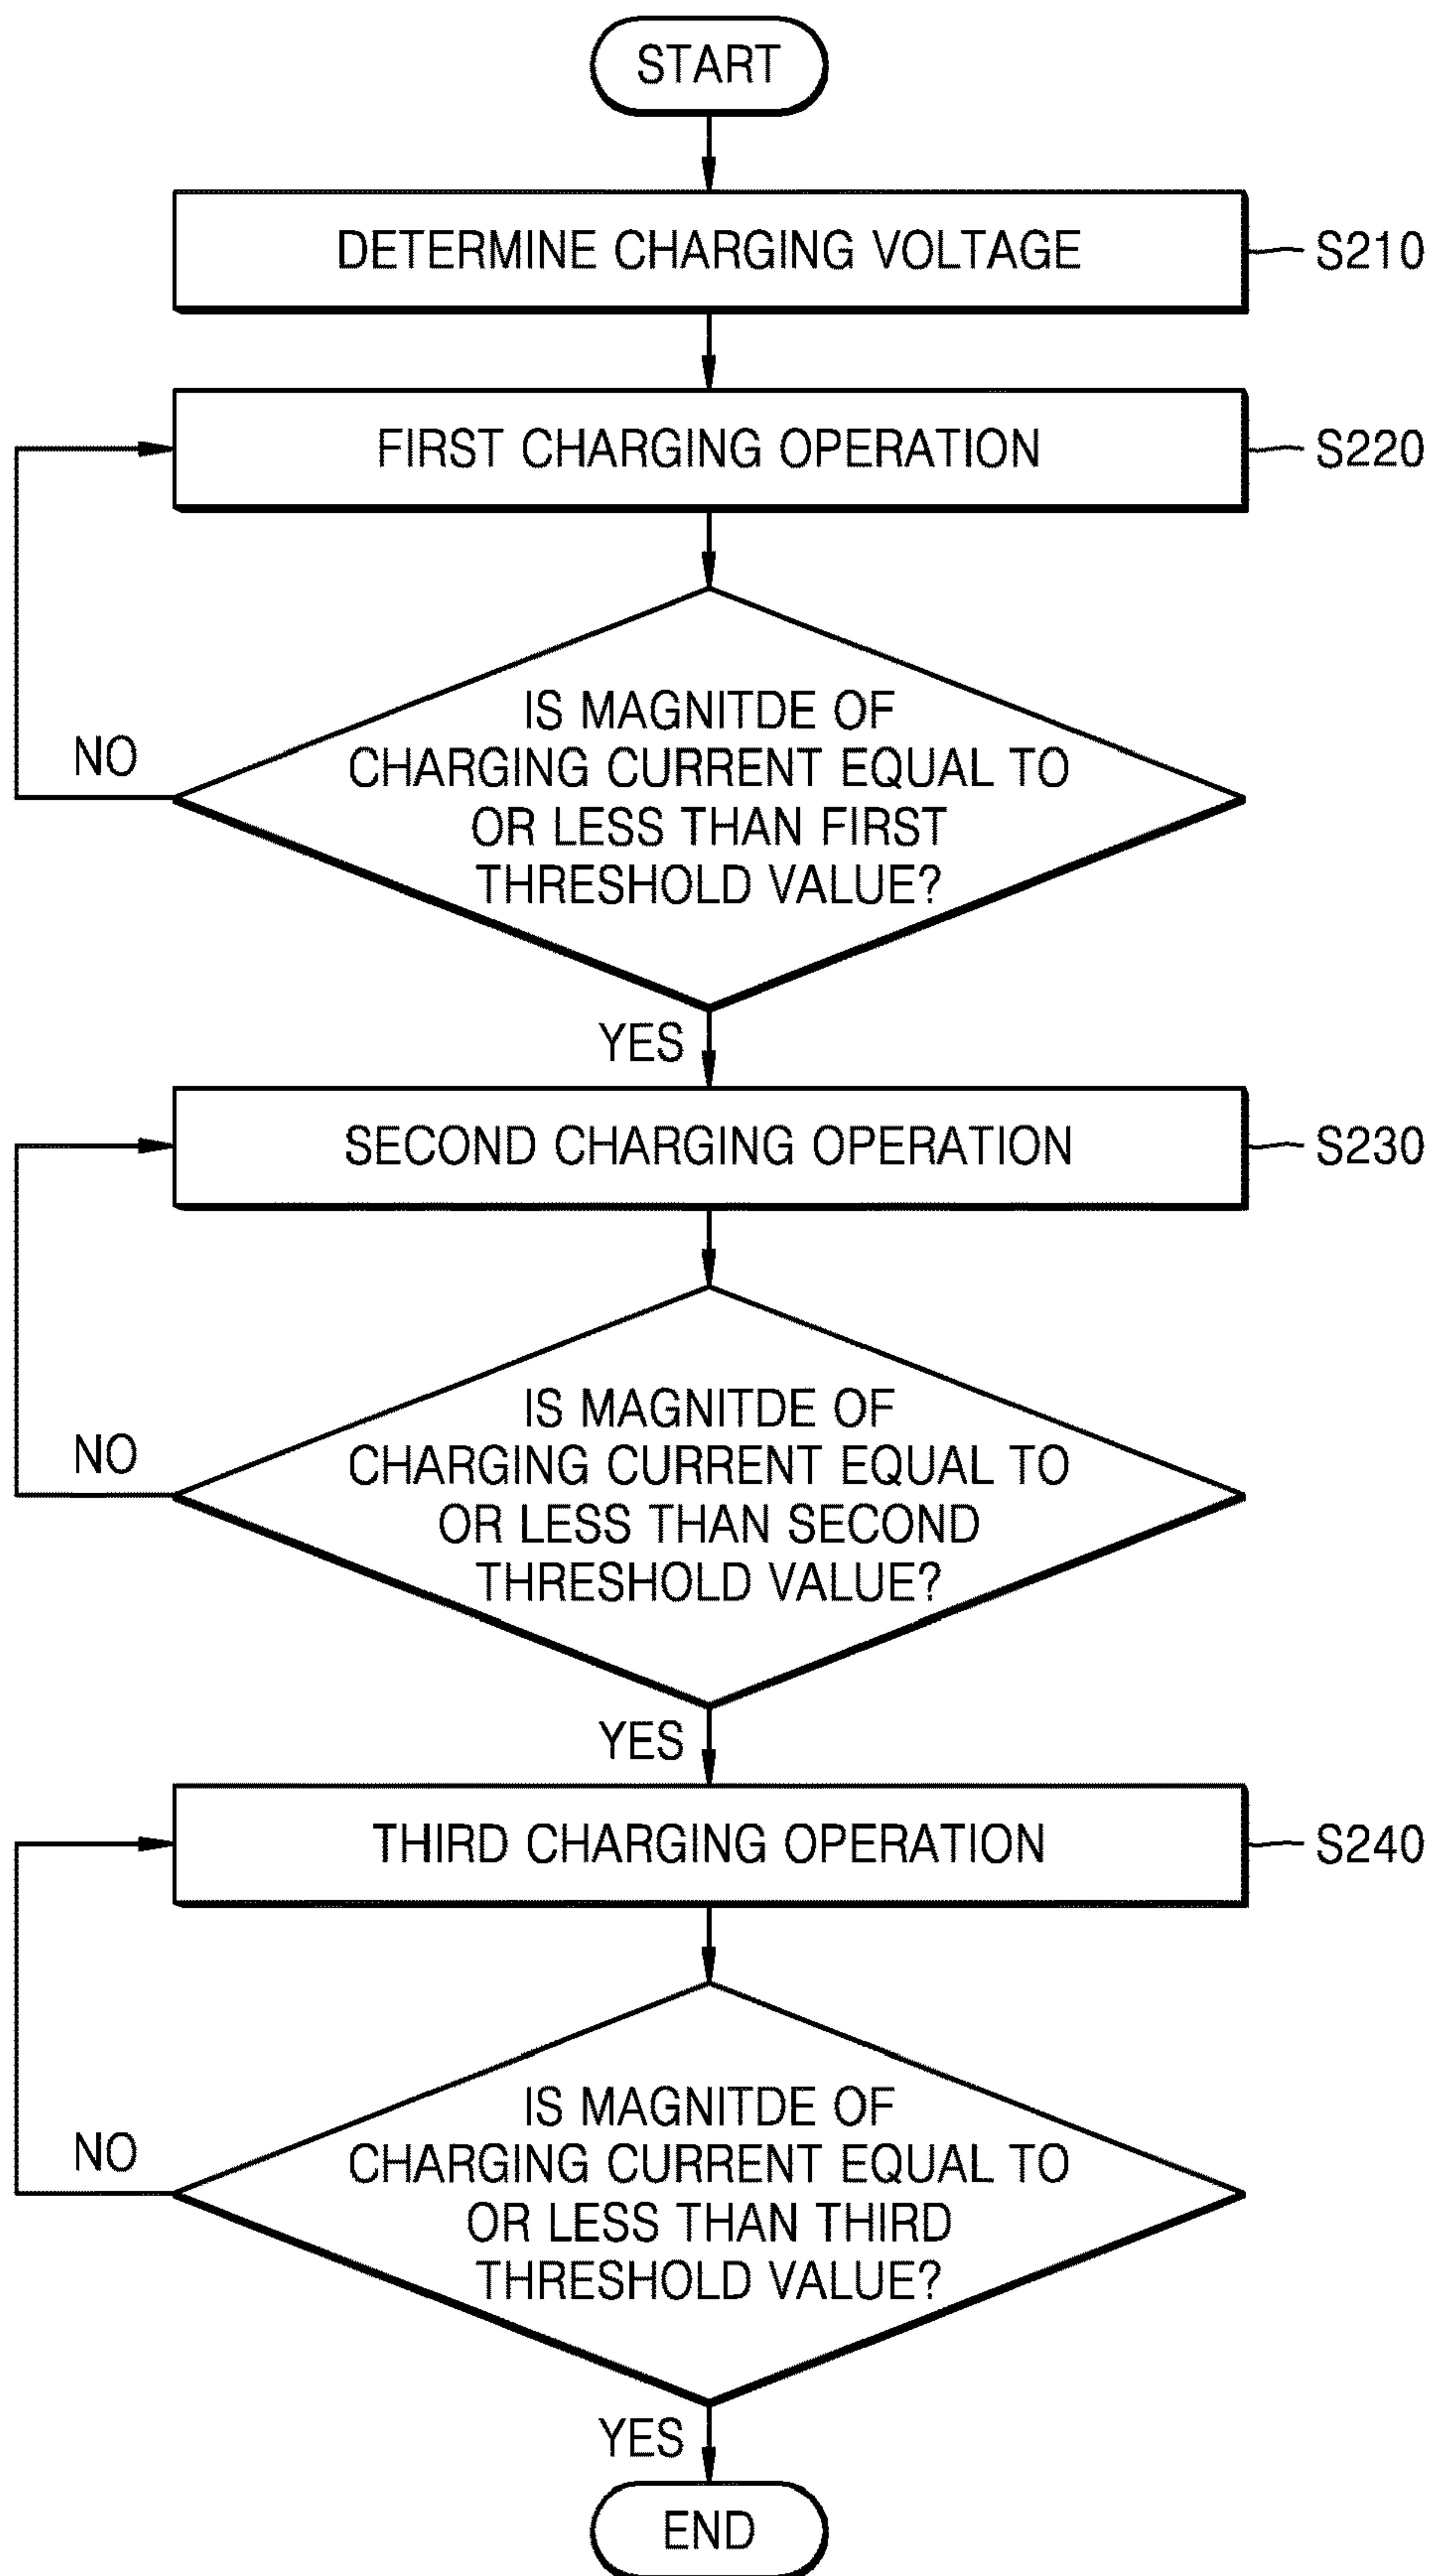 START
DETERMINE CHARGING VOLTAGE
S210
FIRST CHARGING OPERATION
S220
IS MAGNITDE OF
CHARGING CURRENT EQUAL TO
OR LESS THAN FIRST
THRESHOLD VALUE?
NO
YES
SECOND CHARGING OPERATION
S230
IS MAGNITDE OF
CHARGING CURRENT EQUAL TO
OR LESS THAN SECOND
THRESHOLD VALUE?
NO
YES
THIRD CHARGING OPERATION
S240
IS MAGNITDE OF
CHARGING CURRENT EQUAL TO
OR LESS THAN THIRD
THRESHOLD VALUE?
NO
YES
END